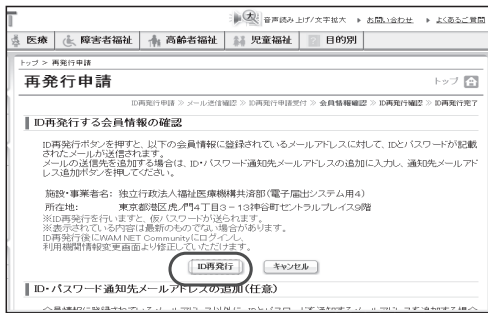 音声読み上げ/文字拡大 ▶ お問い合わせ ▶ よくあるご質問
医療 障害者福祉 高齢者福祉 児童福祉 目的別
トップ > 再発行申請
再発行申請
トップ
ID再発行申請 ≫ メール送信確認 ≫ ID再発行申請受付 ≫ 会員情報確認 ≫ ID再発行確認 ≫ ID再発行完了
ID再発行する会員情報の確認
ID再発行ボタンを押すと、以下の会員情報に登録されているメールアドレスに対して、IDとパスワードが記載
されたメールが送信されます。
メールの送信先を追加する場合は、ID・パスワード通知先メールアドレスの追加に入力し、通知先メールアド
レス追加ボタンを押してください。
施設・事業者名: 独立行政法人福祉医療機構共済部(電子届出システム用4)
所在地: 東京都港区虎ノ門4丁目3-13神谷町セントラルプレイス9階
※ID再発行を行いますと、仮パスワードが送られます。
※表示されている内容は最新のものでない場合があります。
ID再発行後にWAM NET Communityにログインし、
利用機関情報変更画面より修正していただけます。
ID再発行 キャンセル
ID・パスワード通知先メールアドレスの追加(任意)